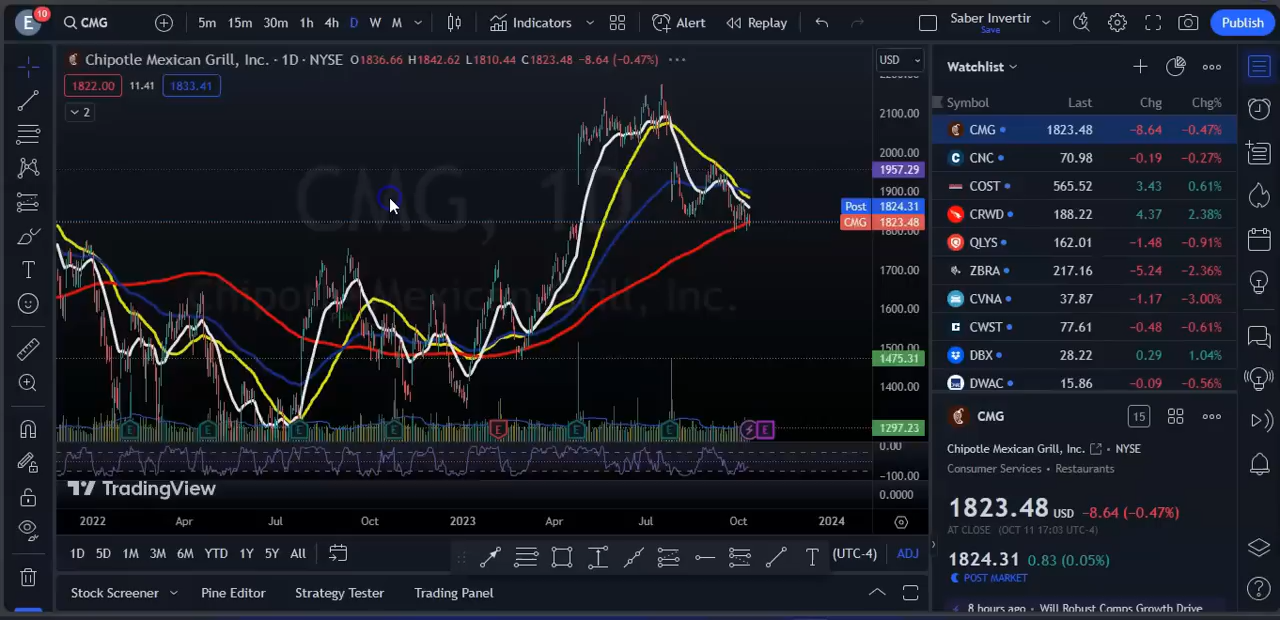 E 10 CMG 5m 15m 30m 1h 4h D W M Indicators Alert Replay Saber Invertir Save Publish
Chipotle Mexican Grill, Inc. · 1D · NYSE O1836.66 H1842.62 L1810.44 C1823.48 −8.64 (−0.47%) USD
1822.00 11.41 1833.41
2
CMG, 1D
Chipotle Mexican Grill, Inc.
2100.00
2000.00
1957.29
1900.00
Post 1824.31
CMG 1823.48
1800.00
1700.00
1600.00
1500.00
1475.31
1400.00
1297.23
E E E E E E E E
0.00
−100.00
0.0000
TradingView
2022 Apr Jul Oct 2023 Apr Jul Oct 2024
1D 5D 1M 3M 6M YTD 1Y 5Y All T (UTC-4) ADJ
Stock Screener Pine Editor Strategy Tester Trading Panel
Watchlist
Symbol Last Chg Chg%
CMG 1823.48 −8.64 −0.47%
CNC 70.98 −0.19 −0.27%
COST 565.52 3.43 0.61%
CRWD 188.22 4.37 2.38%
QLYS 162.01 −1.48 −0.91%
ZBRA 217.16 −5.24 −2.36%
CVNA 37.87 −1.17 −3.00%
CWST 77.61 −0.48 −0.61%
DBX 28.22 0.29 1.04%
DWAC 15.86 −0.09 −0.56%
CMG 15
Chipotle Mexican Grill, Inc. NYSE
Consumer Services • Restaurants
1823.48 USD −8.64 (−0.47%)
AT CLOSE (OCT 11 17:03 UTC-4)
1824.31 0.83 (0.05%)
POST MARKET
8 hours ago • Will Robust Comps Growth Drive